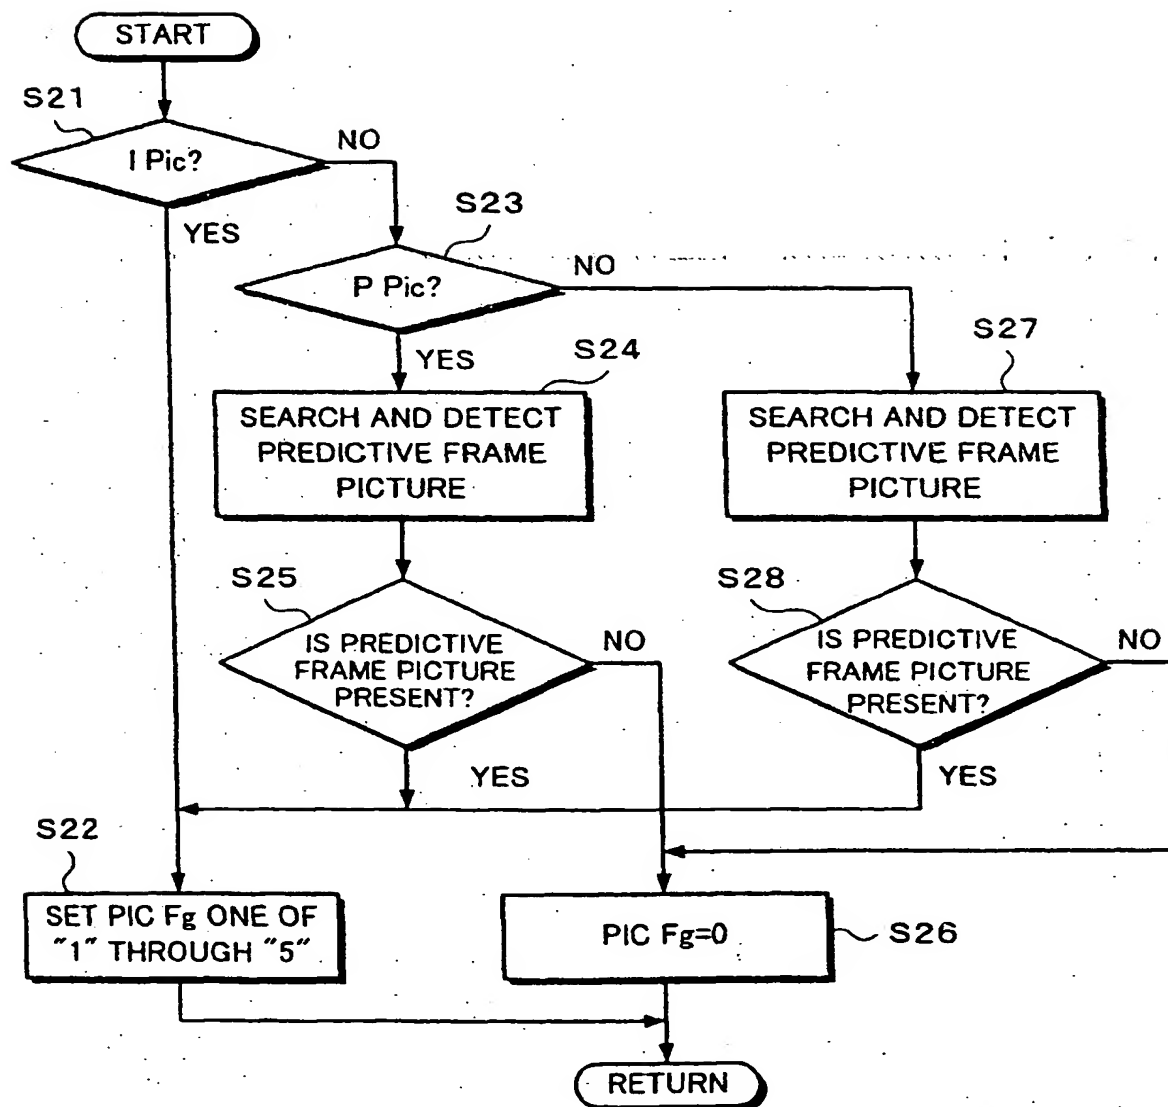 START
S21
I Pic?
NO
YES
S23
P Pic?
NO
YES
S24
SEARCH AND DETECT
PREDICTIVE FRAME
PICTURE
S27
SEARCH AND DETECT
PREDICTIVE FRAME
PICTURE
S25
IS PREDICTIVE
FRAME PICTURE
PRESENT?
NO
YES
S28
IS PREDICTIVE
FRAME PICTURE
PRESENT?
NO
YES
S22
SET PIC Fg ONE OF
"1" THROUGH "5"
PIC Fg=0
S26
RETURN